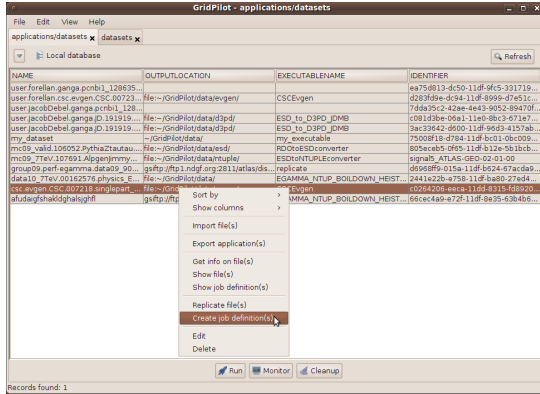 GridPilot - applications/datasets
File Edit View Help
applications/datasets x datasets x
Local database Refresh
NAME OUTPUTLOCATION EXECUTABLENAME IDENTIFIER
user.forellan.ganga.pcnbi1_128635... ea75d813-dc50-11df-9fc5-331719...
user.forellan.csc.evgen.CSC.00723... file:~/GridPilot/data/evgen/ CSCEvgen d283fd9e-dc94-11df-8999-d7e51c...
user.JacobDebel.ganga.pcnbi1_128... 7dda35c2-42ae-4e43-9052-89470f...
user.JacobDebel.ganga.JD.191919.... file:~/GridPilot/data/d3pd/ ESD_to_D3PD_JDMB c081d3be-06a1-11e0-8bc3-671e7...
user.JacobDebel.ganga.JD.191919.... file:~/GridPilot/data/d3pd/ ESD_to_D3PD_JDMB 3ac33642-d600-11df-96d3-4157ab...
my_dataset ~/GridPilot/data/ my_executable 75008f18-d784-11df-bc01-0bc009...
mc09_valid.106052.PythiaZtautau.... file:~/GridPilot/data/esd/ RDOtoESDconverter 805eceb5-0f65-11df-b12e-5b1bcb...
mc09_7TeV.107691.AlpgenJimmy... file:~/GridPilot/data/ntuple/ ESDtoNTUPLEconverter signal5_ATLAS-GEO-02-01-00
group09.perf-egamma.data09_90... gsiftp://ftp1.ndgf.org:2811/atlas/dis... replicate d6968ff9-015a-11df-b624-67acda9...
data10_7TeV.00162576.physics_E... file:~/GridPilot/data/ EGAMMA_NTUP_BOILDOWN_HEIST... 2441e22b-e758-11df-ba80-27ed4...
csc.evgen.CSC.007218.singlepart_... file:~/GridPilot/data/ CSCEvgen c0264206-eeca-11dd-8315-fd8920...
afudaigfshakldghalsjghfl gsiftp://ftp GAMMA_NTUP_BOILDOWN_HEIST... 66cec4a9-e72f-11df-8e35-63b4b6...
Sort by
Show columns
Import file(s)
Export application(s)
Get info on file(s)
Show file(s)
Show job definition(s)
Replicate file(s)
Create job definition(s)
Edit
Delete
Run Monitor Cleanup
Records found: 1